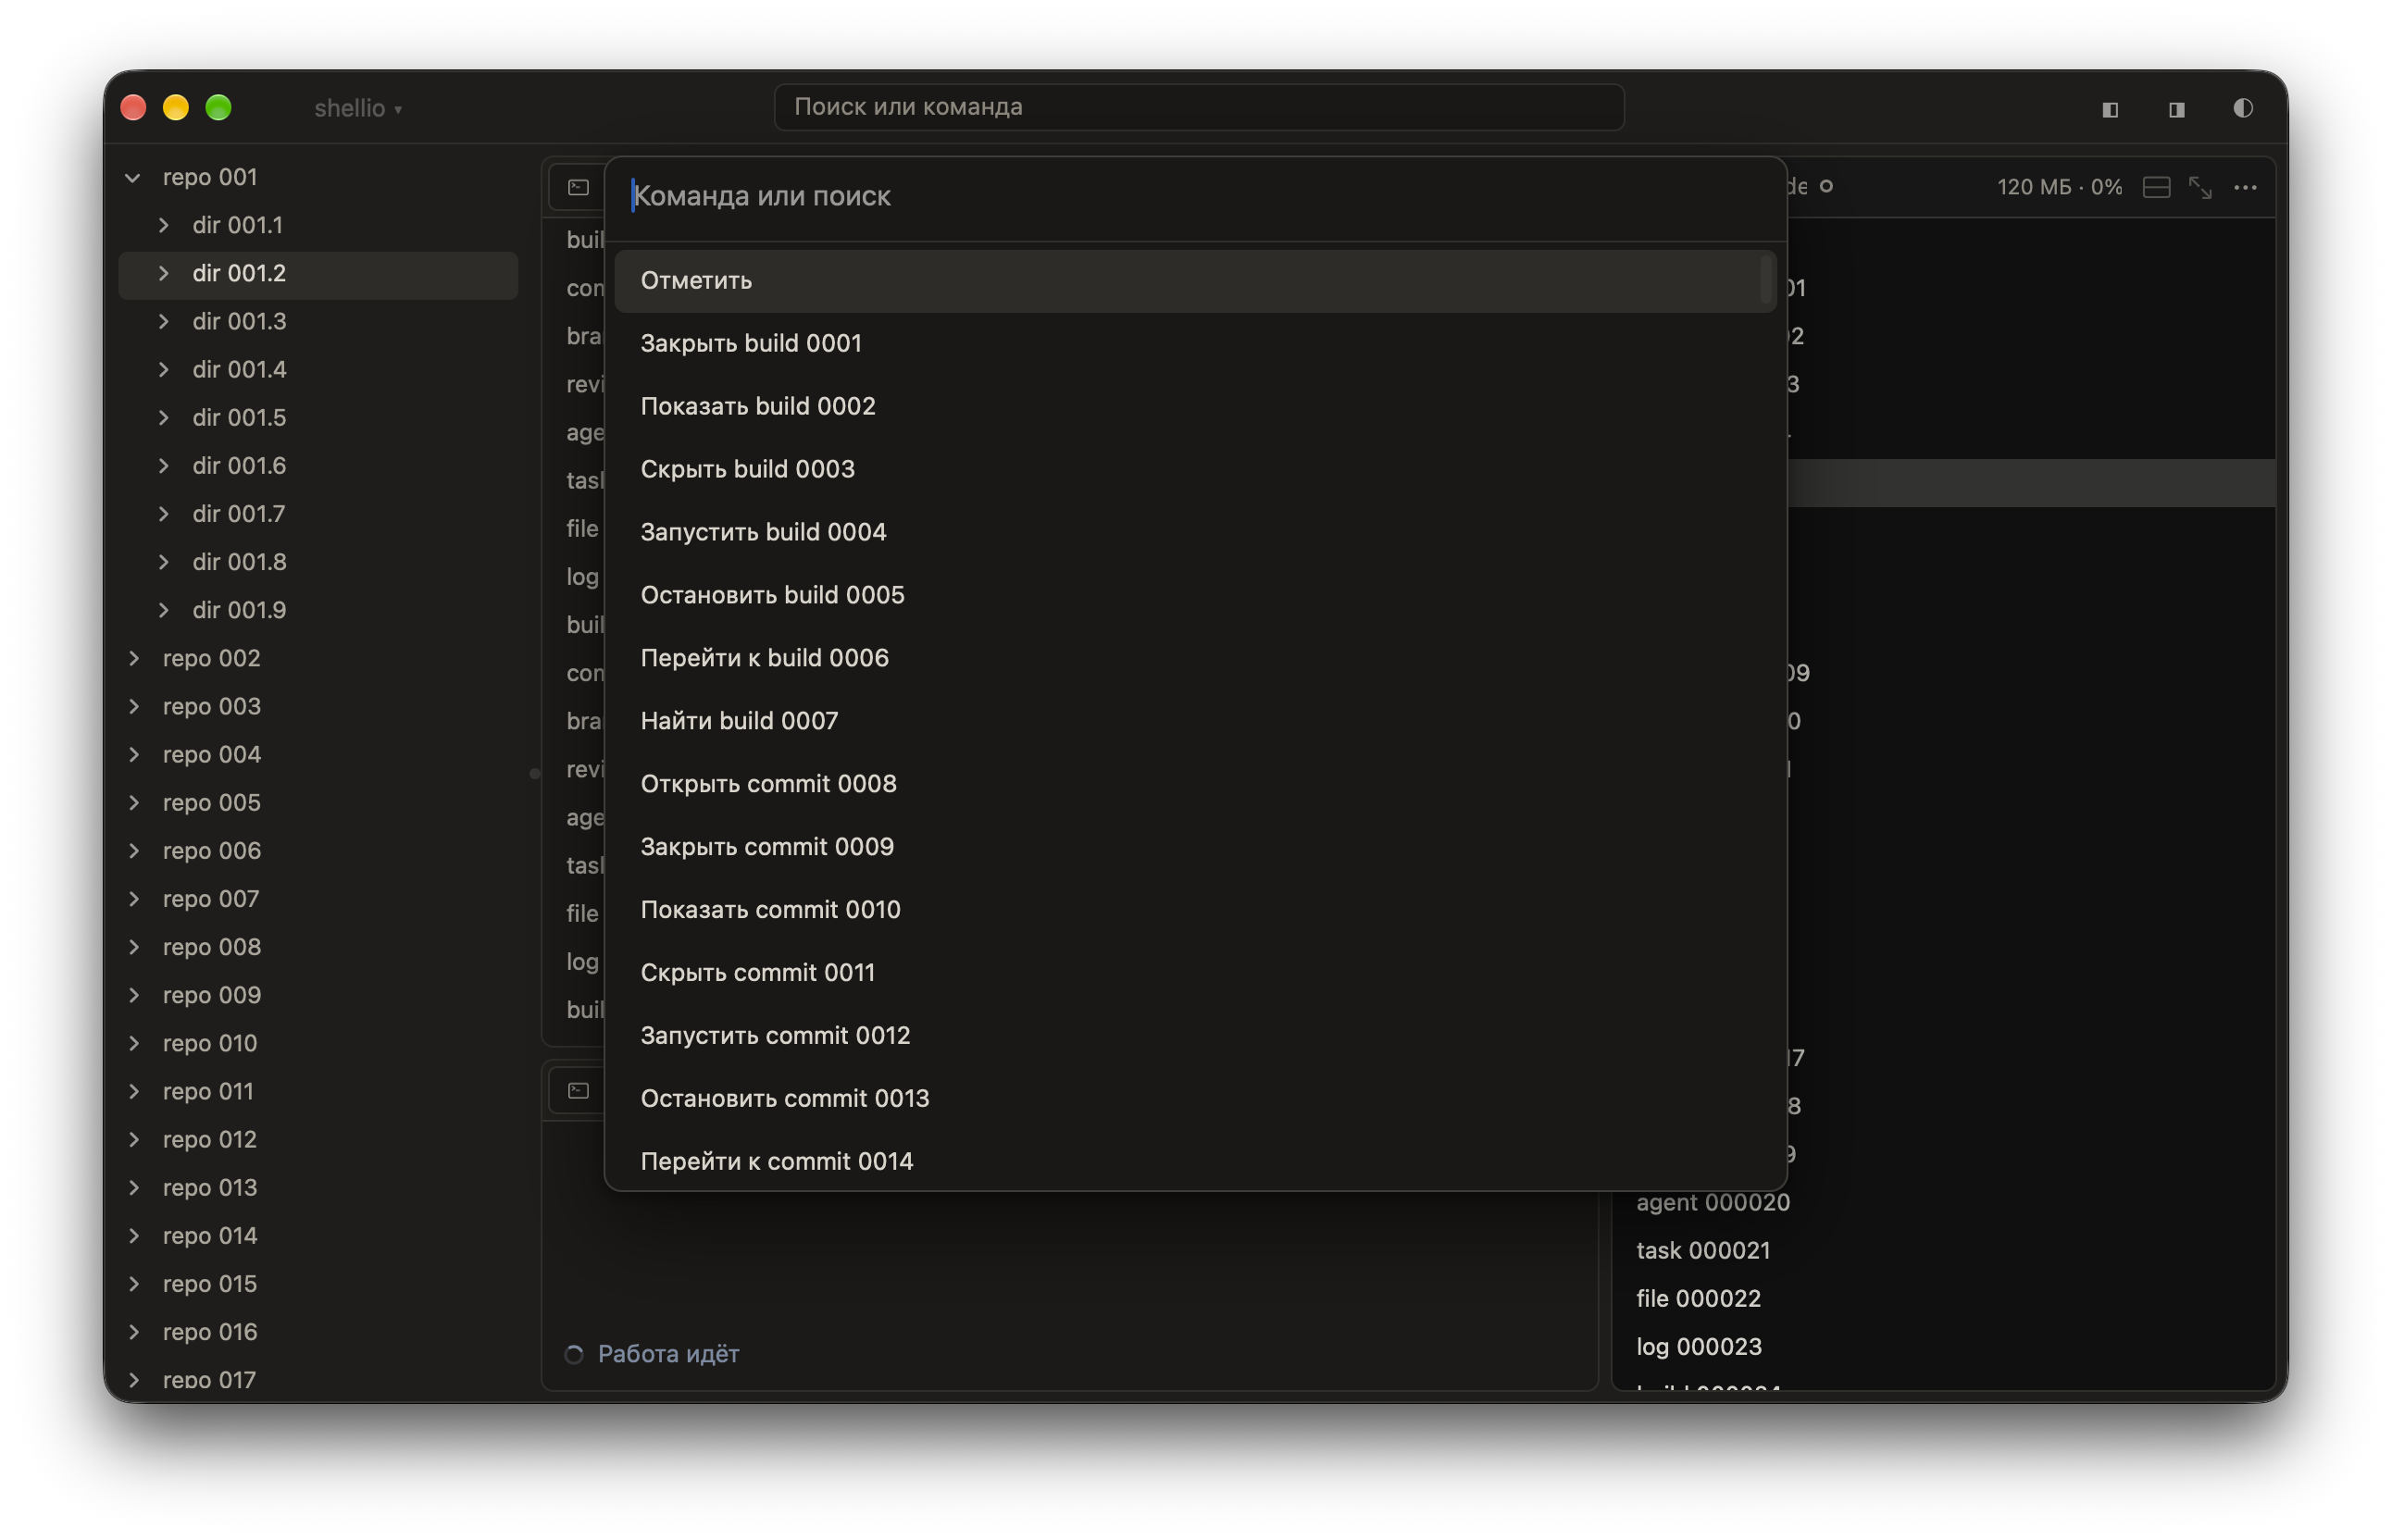 shellio
Поиск или команда
repo 001
dir 001.1
dir 001.2
dir 001.3
dir 001.4
dir 001.5
dir 001.6
dir 001.7
dir 001.8
dir 001.9
repo 002
repo 003
repo 004
repo 005
repo 006
repo 007
repo 008
repo 009
repo 010
repo 011
repo 012
repo 013
repo 014
repo 015
repo 016
repo 017
file
log
file
log
Команда или поиск
Отметить
Закрыть build 0001
Показать build 0002
Скрыть build 0003
Запустить build 0004
Остановить build 0005
Перейти к build 0006
Найти build 0007
Открыть commit 0008
Закрыть commit 0009
Показать commit 0010
Скрыть commit 0011
Запустить commit 0012
Остановить commit 0013
Перейти к commit 0014
Работа идёт
120 МБ · 0%
agent 000020
task 000021
file 000022
log 000023